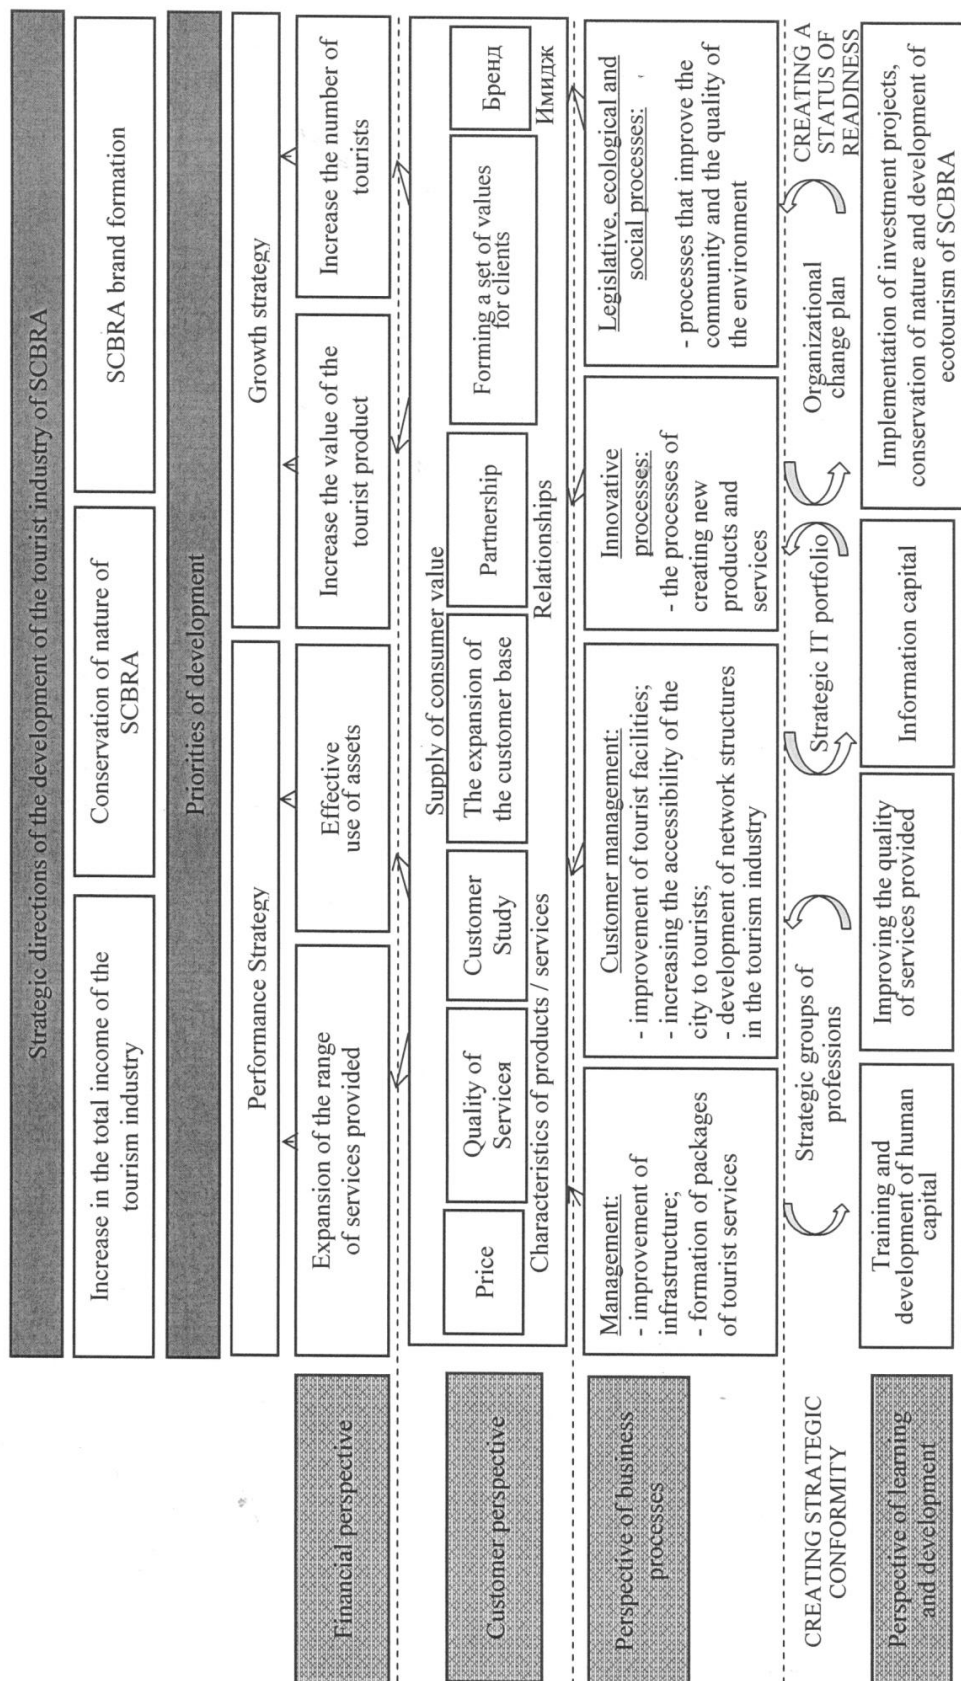 Strategic directions of the development of the tourist industry of SCBRA
Increase in the total income of the
tourism industry
Conservation of nature of
SCBRA
SCBRA brand formation
Priorities of development
Performance Strategy
Growth strategy
Financial perspective
Expansion of the range
of services provided
Effective
use of assets
Increase the value of the
tourist product
Increase the number of
tourists
Customer perspective
Supply of consumer value
Price
Quality of
Serviceя
Customer
Study
The expansion of
the customer base
Partnership
Forming a set of values
for clients
Бренд
Characteristics of products / services
Relationships
Имидж
Perspective of business
processes
Management:
- improvement of
infrastructure;
- formation of packages
of tourist services
Customer management:
- improvement of tourist facilities;
- increasing the accessibility of the
city to tourists;
- development of network structures
in the tourism industry
Innovative
processes:
- the processes of
creating new
products and
services
Legislative, ecological and
social processes:
- processes that improve the
community and the quality of
the environment
CREATING STRATEGIC
CONFORMITY
Strategic groups of
professions
Strategic IT portfolio
Organizational
change plan
CREATING A
STATUS OF
READINESS
Perspective of learning
and development
Training and
development of human
capital
Improving the quality
of services provided
Information capital
Implementation of investment projects,
conservation of nature and development of
ecotourism of SCBRA